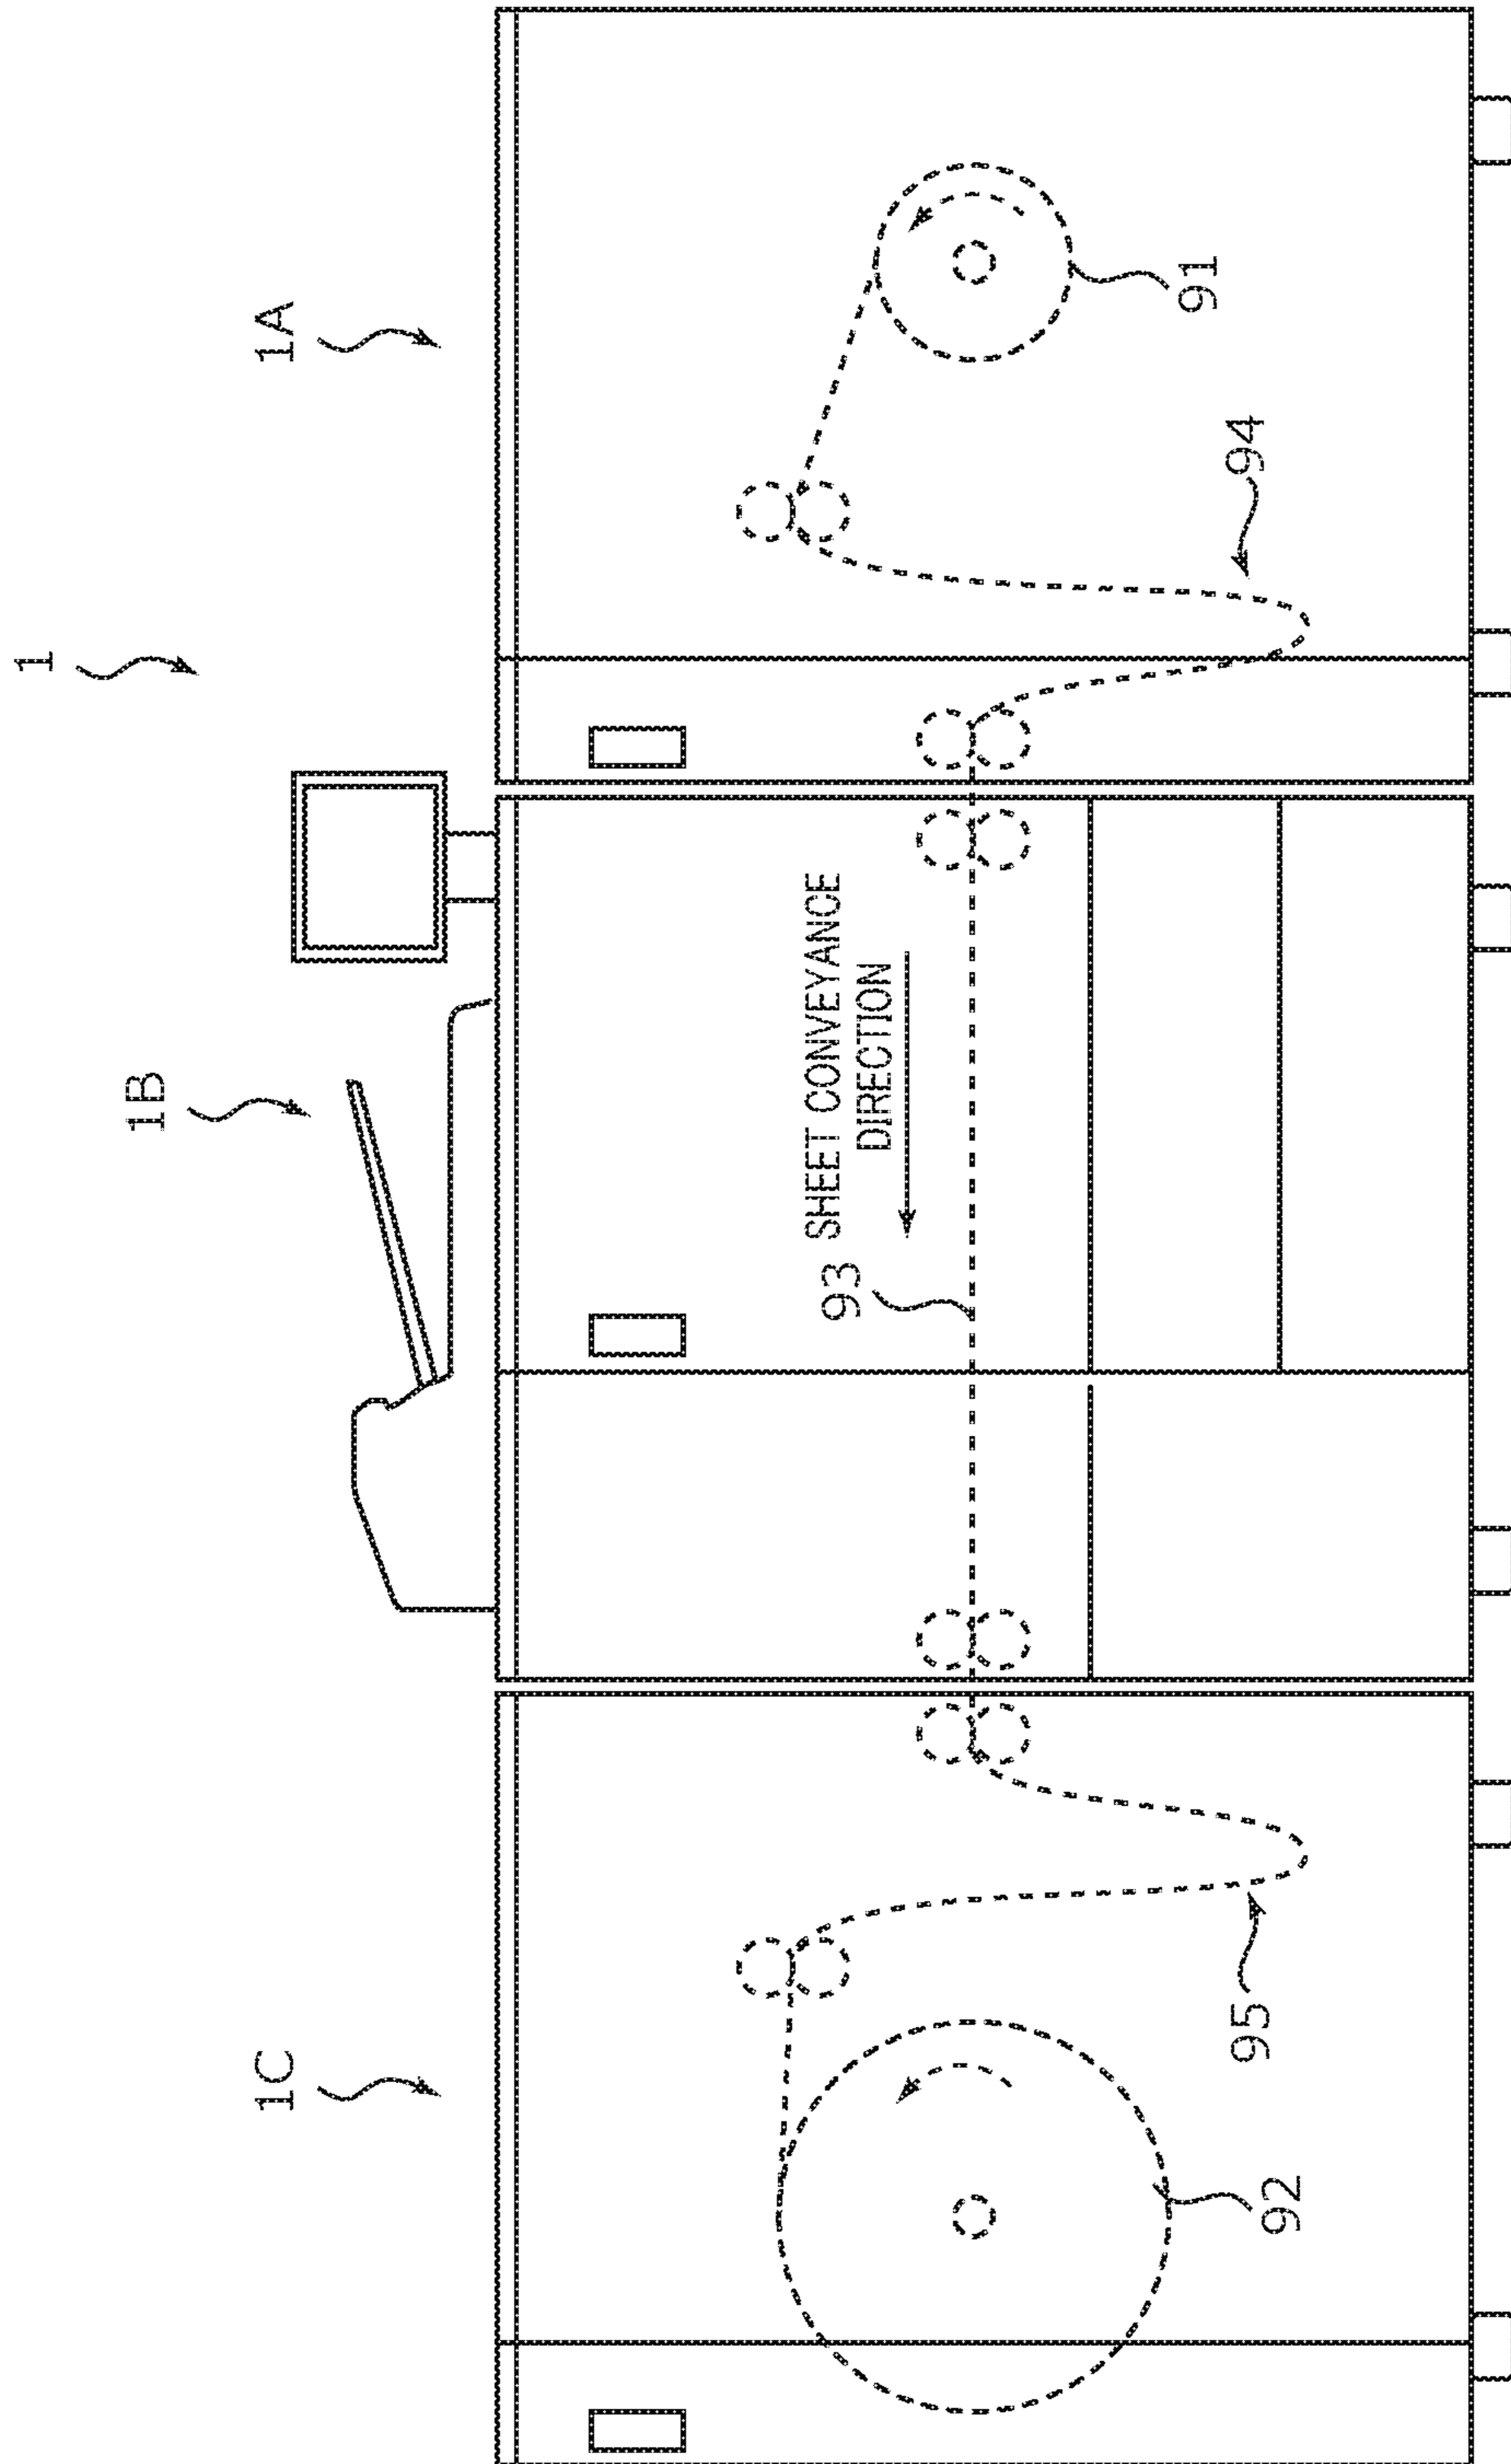 1
1B
1C
1A
SHEET CONVEYANCE
DIRECTION
93
91
95
94
92